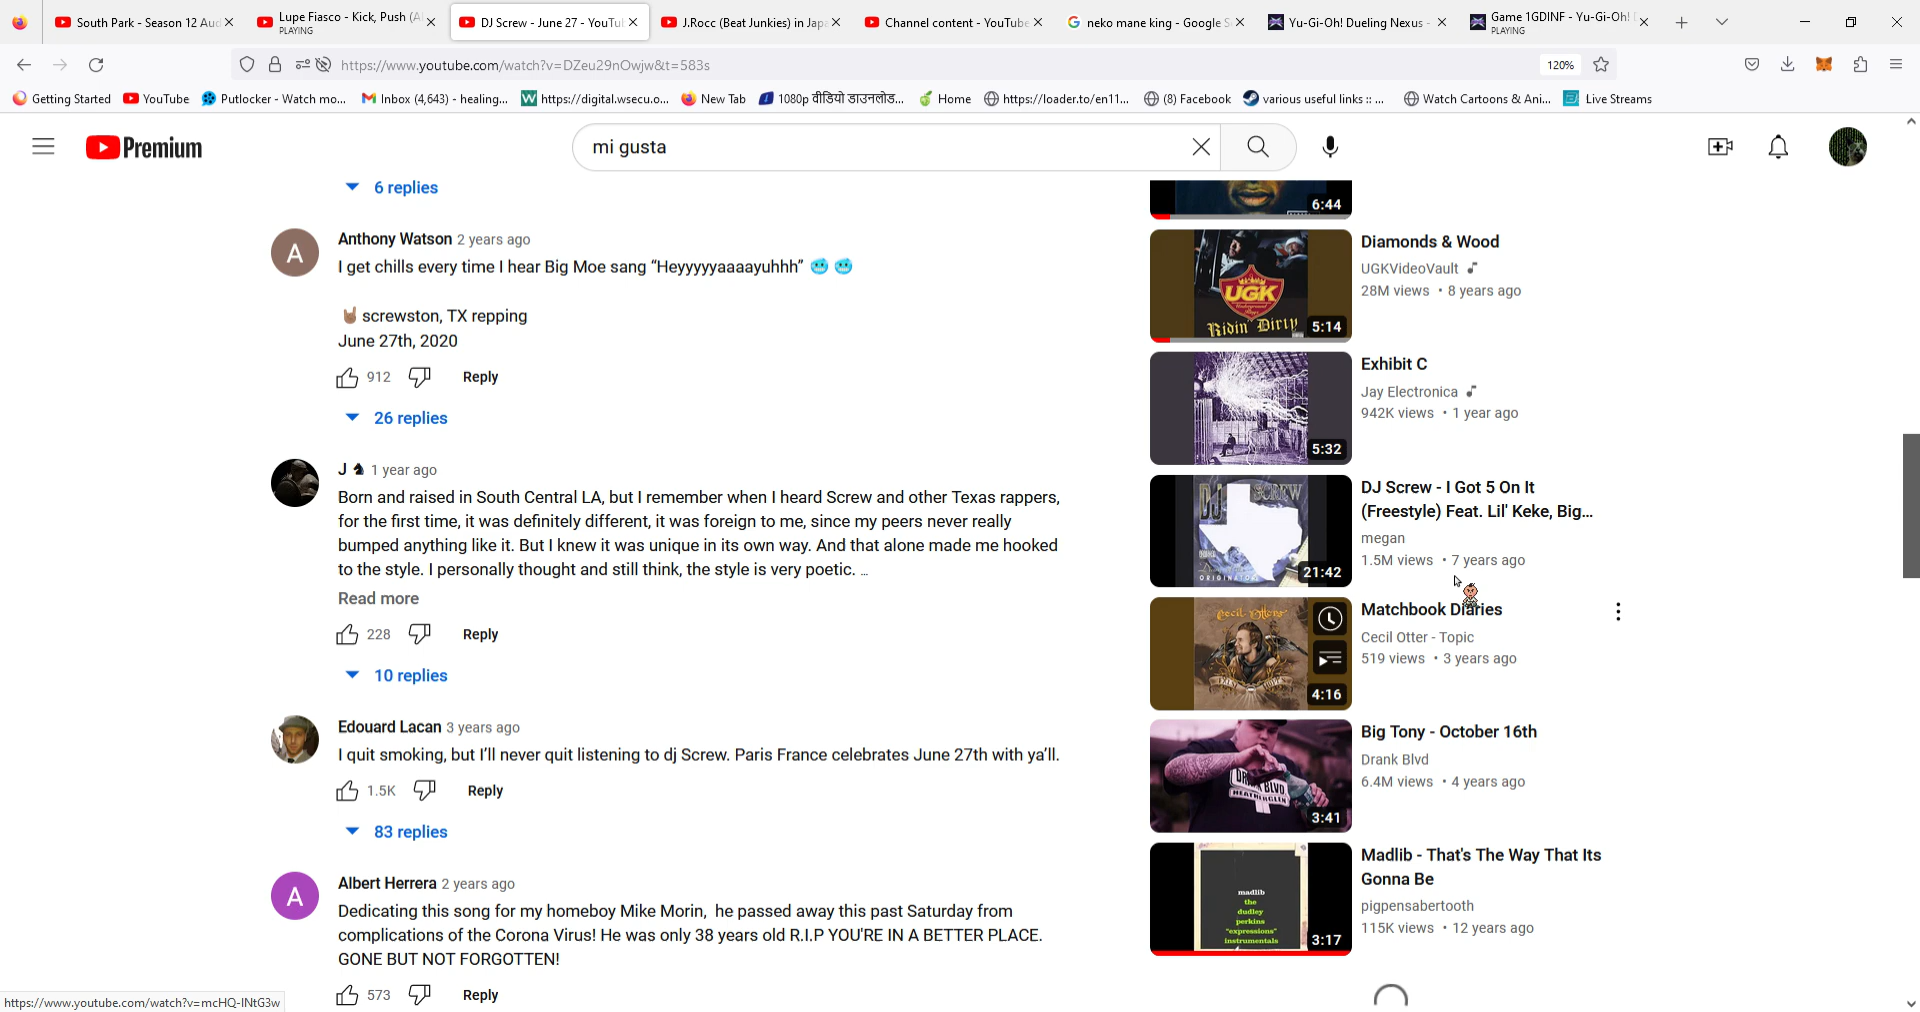 South Park - Season 12 Aud
Lupe Fiasco - Kick, Push (A
PLAYING
DJ Screw - June 27 - YouTu
J.Rocc (Beat Junkies) in Japa
Channel content - YouTube
neko mane king - Google S
Yu-Gi-Oh! Dueling Nexus -
Game 1GDINF - Yu-Gi-Oh! D
PLAYING
https://www.youtube.com/watch?v=DZeu29nOwjw&t=583s
120%
Getting Started
YouTube
Putlocker - Watch mo...
Inbox (4,643) - healing...
https://digital.wsecu.o...
New Tab
1080p वीडियो डाउनलोड...
Home
https://loader.to/en11...
(8) Facebook
various useful links :: ...
Watch Cartoons & Ani...
Live Streams
Premium
mi gusta
6 replies
Anthony Watson 2 years ago
I get chills every time I hear Big Moe sang “Heyyyyyaaaayuhhh” 🥶 🥶
🤘🏽 screwston, TX repping
June 27th, 2020
912 Reply
26 replies
J ♞ 1 year ago
Born and raised in South Central LA, but I remember when I heard Screw and other Texas rappers,
for the first time, it was definitely different, it was foreign to me, since my peers never really
bumped anything like it. But I knew it was unique in its own way. And that alone made me hooked
to the style. I personally thought and still think, the style is very poetic. ...
Read more
228 Reply
10 replies
Edouard Lacan 3 years ago
I quit smoking, but I’ll never quit listening to dj Screw. Paris France celebrates June 27th with ya’ll.
1.5K Reply
83 replies
Albert Herrera 2 years ago
Dedicating this song for my homeboy Mike Morin, he passed away this past Saturday from
complications of the Corona Virus! He was only 38 years old R.I.P YOU'RE IN A BETTER PLACE.
GONE BUT NOT FORGOTTEN!
573 Reply
6:44
UGK
Ridin' Dirty
5:14
Diamonds & Wood
UGKVideoVault
28M views • 8 years ago
5:32
Exhibit C
Jay Electronica
942K views • 1 year ago
DJ SCREW
ORIGINATOR
21:42
DJ Screw - I Got 5 On It
(Freestyle) Feat. Lil' Keke, Big...
megan
1.5M views • 7 years ago
Cecil Otter
4:16
Matchbook Diaries
Cecil Otter - Topic
519 views • 3 years ago
DRANK BLVD
HEATHERGLEN
3:41
Big Tony - October 16th
Drank Blvd
6.4M views • 4 years ago
madlib
the
dudley
perkins
"expressions"
instrumentals
3:17
Madlib - That's The Way That Its
Gonna Be
pigpensabertooth
115K views • 12 years ago
https://www.youtube.com/watch?v=mcHQ-INtG3w